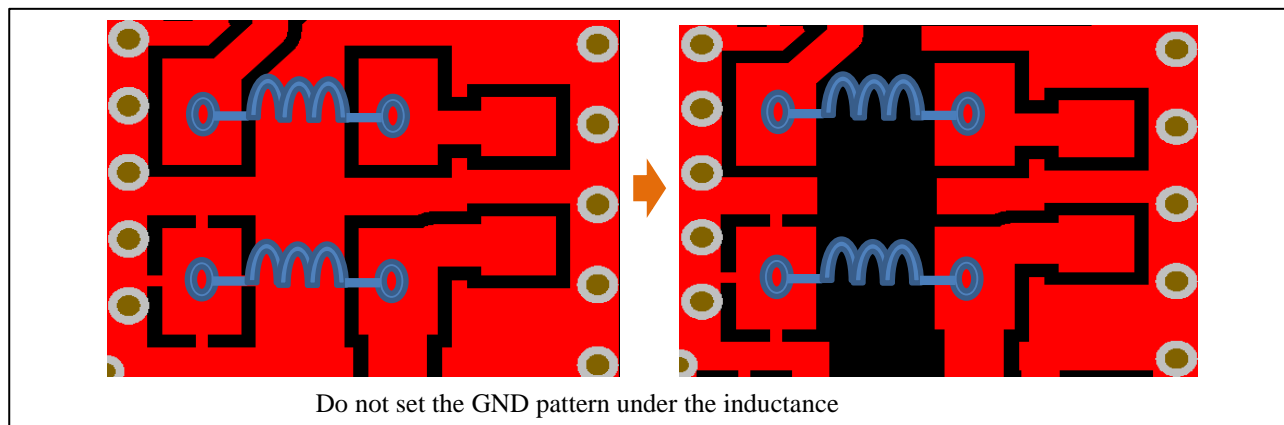 Do not set the GND pattern under the inductance